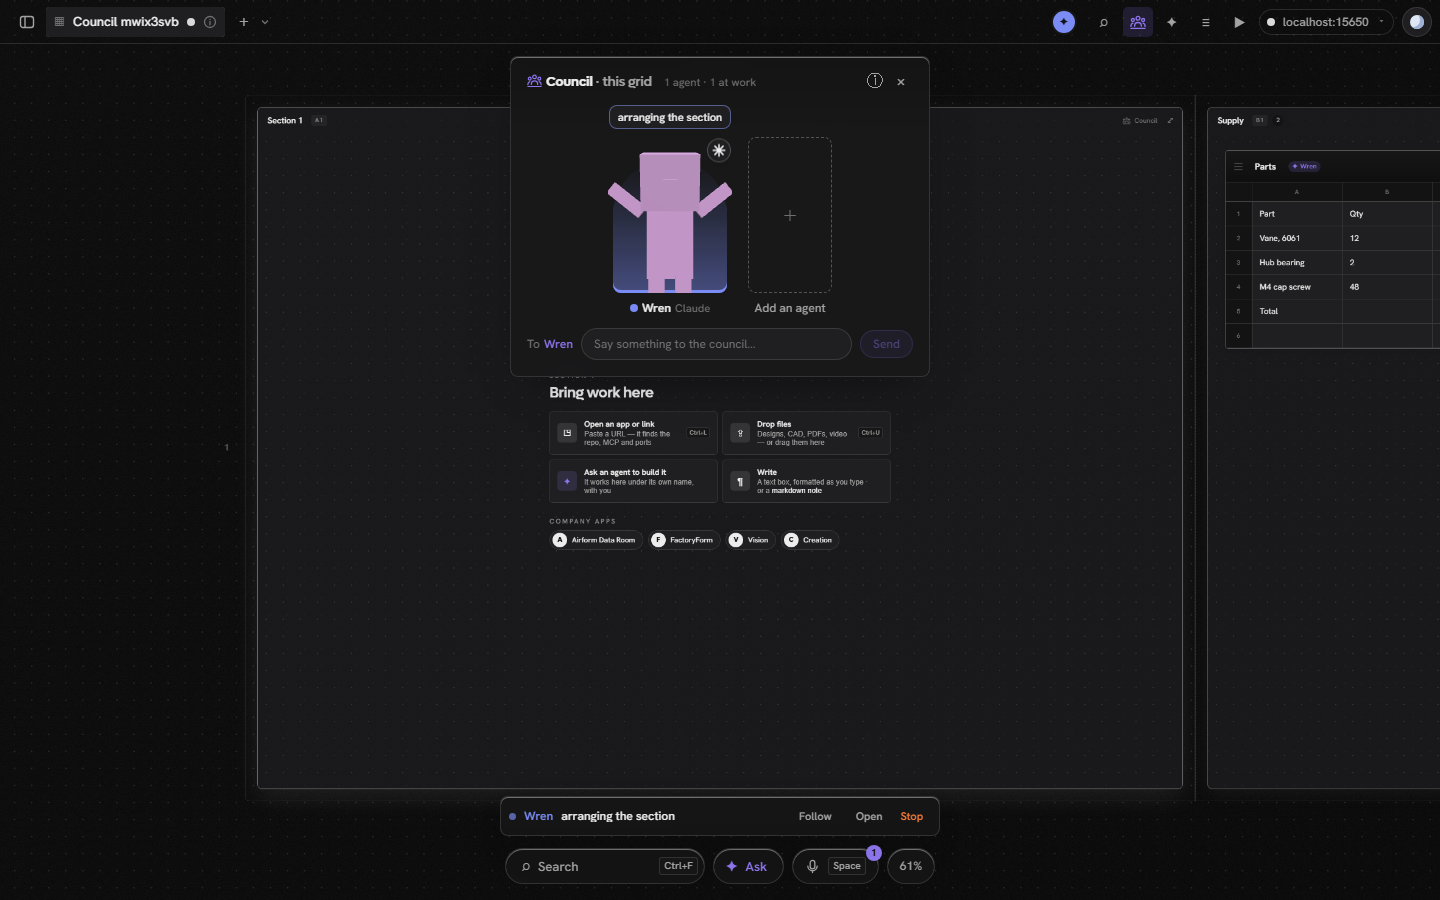 Council mwix3svb
localhost:15650
Council · this grid 1 agent · 1 at work
arranging the section
Wren Claude
Add an agent
To Wren
Say something to the council...
Send
Section 1 A1
Council
Supply B1 2
Parts Wren
A B
1 Part Qty
2 Vane, 6061 12
3 Hub bearing 2
4 M4 cap screw 48
5 Total
6
1
Bring work here
Open an app or link
Paste a URL — it finds the
repo, MCP and ports
Ctrl+L
Drop files
Designs, CAD, PDFs, video
— or drag them here
Ctrl+U
Ask an agent to build it
It works here under its own name,
with you
Write
A text box, formatted as you type
or a markdown note
COMPANY APPS
A Airform Data Room
F FactoryForm
V Vision
C Creation
Wren arranging the section
Follow
Open
Stop
Search Ctrl+F
Ask
Space
1
61%